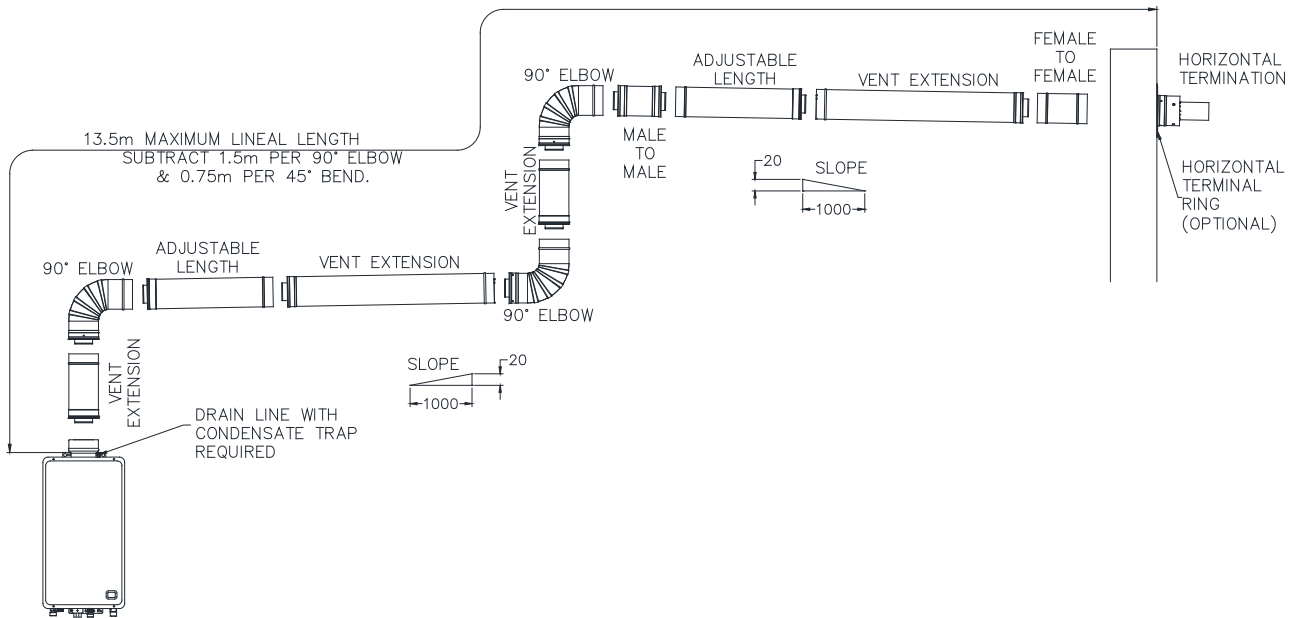 FEMALE
TO
FEMALE
HORIZONTAL
TERMINATION
90° ELBOW
ADJUSTABLE
LENGTH
VENT EXTENSION
MALE
TO
MALE
13.5m MAXIMUM LINEAL LENGTH
SUBTRACT 1.5m PER 90° ELBOW
& 0.75m PER 45° BEND.
20
SLOPE
1000
HORIZONTAL
TERMINAL
RING
(OPTIONAL)
VENT
EXTENSION
90° ELBOW
ADJUSTABLE
LENGTH
VENT EXTENSION
90° ELBOW
VENT
EXTENSION
SLOPE
20
1000
DRAIN LINE WITH
CONDENSATE TRAP
REQUIRED